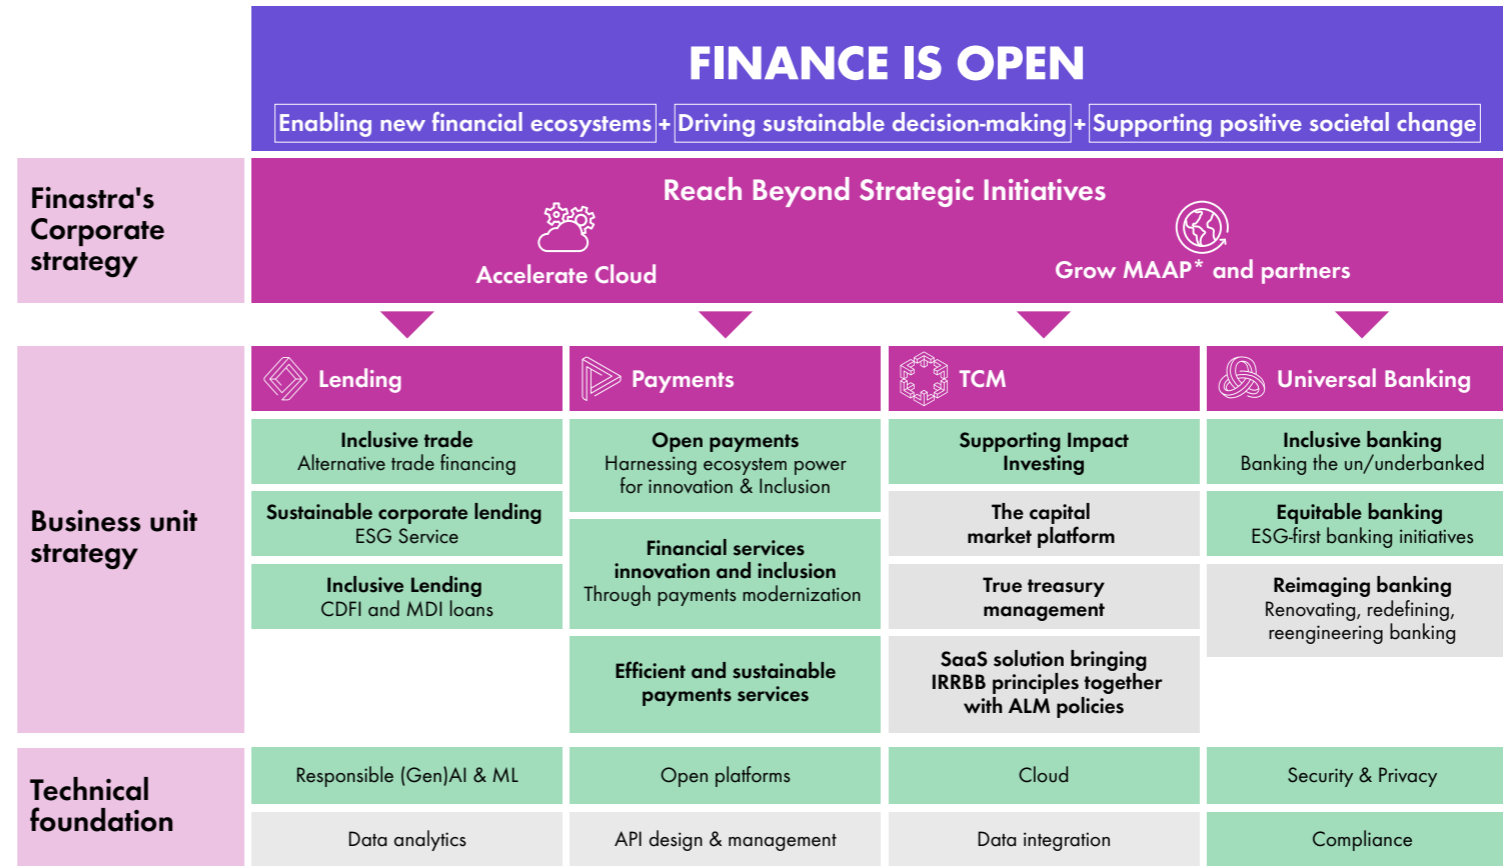 FINANCE IS OPEN
Enabling new financial ecosystems + Driving sustainable decision-making + Supporting positive societal change
Finastra's
Corporate
strategy
Reach Beyond Strategic Initiatives
Accelerate Cloud
Grow MAAP* and partners
Business unit
strategy
Lending
Inclusive trade
Alternative trade financing
Sustainable corporate lending
ESG Service
Inclusive Lending
CDFI and MDI loans
Payments
Open payments
Harnessing ecosystem power
for innovation & Inclusion
Financial services
innovation and inclusion
Through payments modernization
Efficient and sustainable
payments services
TCM
Supporting Impact
Investing
The capital
market platform
True treasury
management
SaaS solution bringing
IRRBB principles together
with ALM policies
Universal Banking
Inclusive banking
Banking the un/underbanked
Equitable banking
ESG-first banking initiatives
Reimaging banking
Renovating, redefining,
reengineering banking
Technical
foundation
Responsible (Gen)AI & ML
Open platforms
Cloud
Security & Privacy
Data analytics
API design & management
Data integration
Compliance